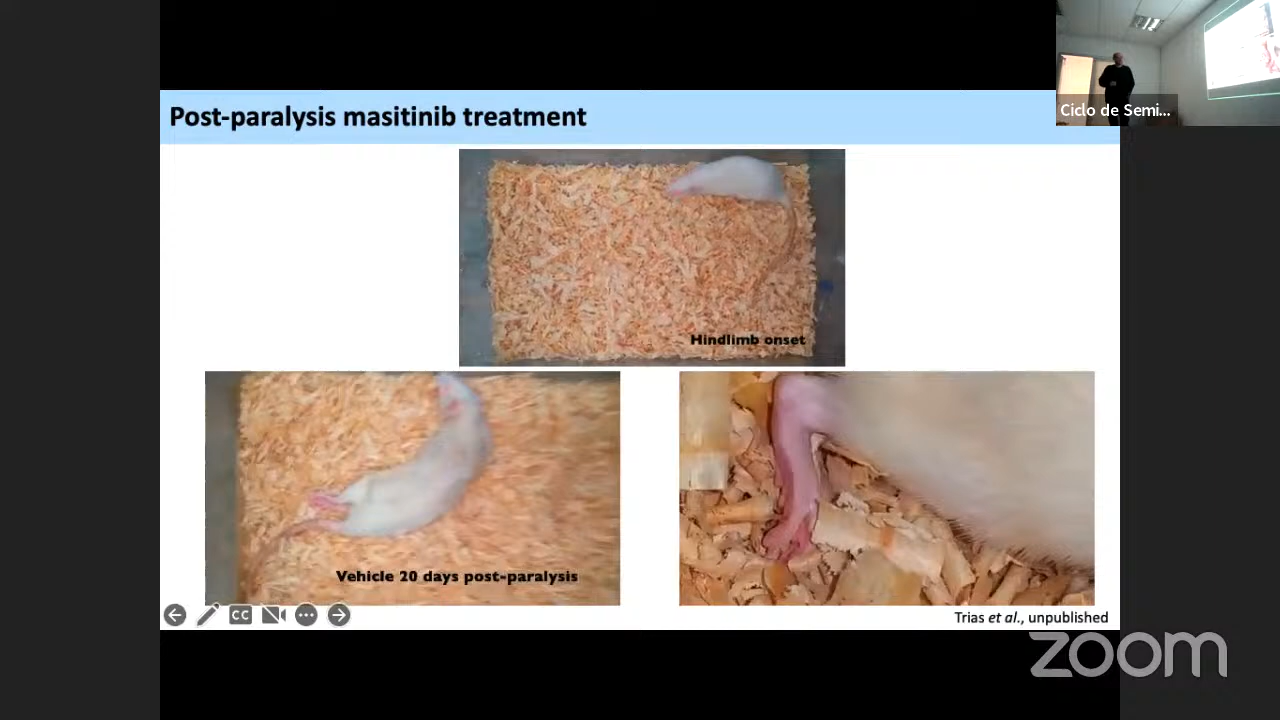 Ciclo de Semi...
Post-paralysis masitinib treatment
Hindlimb onset
Vehicle 20 days post-paralysis
CC
Trias et al., unpublished
zoom